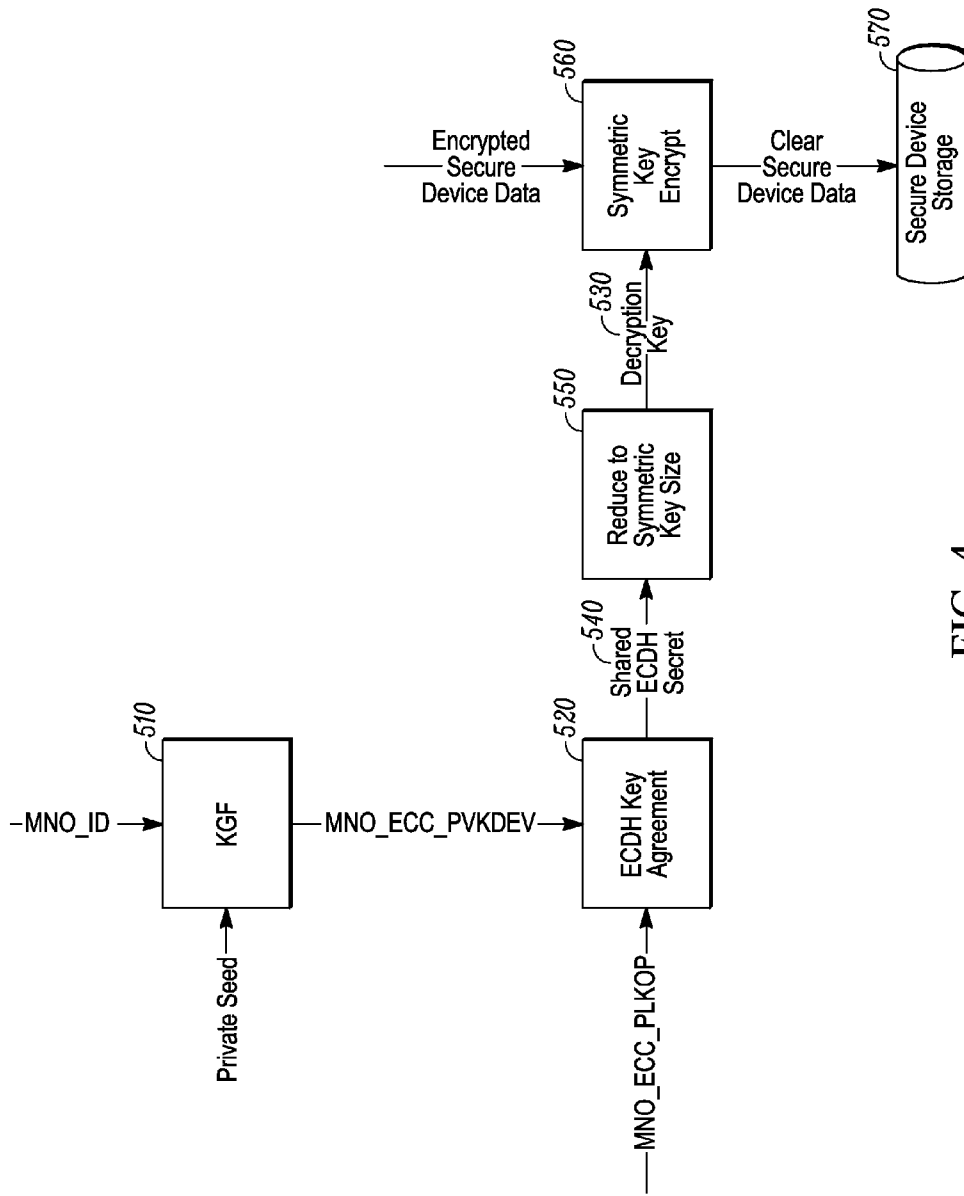 MNO_ID
510
Private Seed
KGF
MNO_ECC_PVKDEV
MNO_ECC_PLKOP
520
ECDH Key
Agreement
540
Shared
ECDH
Secret
550
Reduce to
Symmetric
Key Size
530
Decryption
Key
Encrypted
Secure
Device Data
560
Symmetric
Key
Encrypt
Clear
Secure
Device Data
570
Secure Device
Storage
FIG. 4